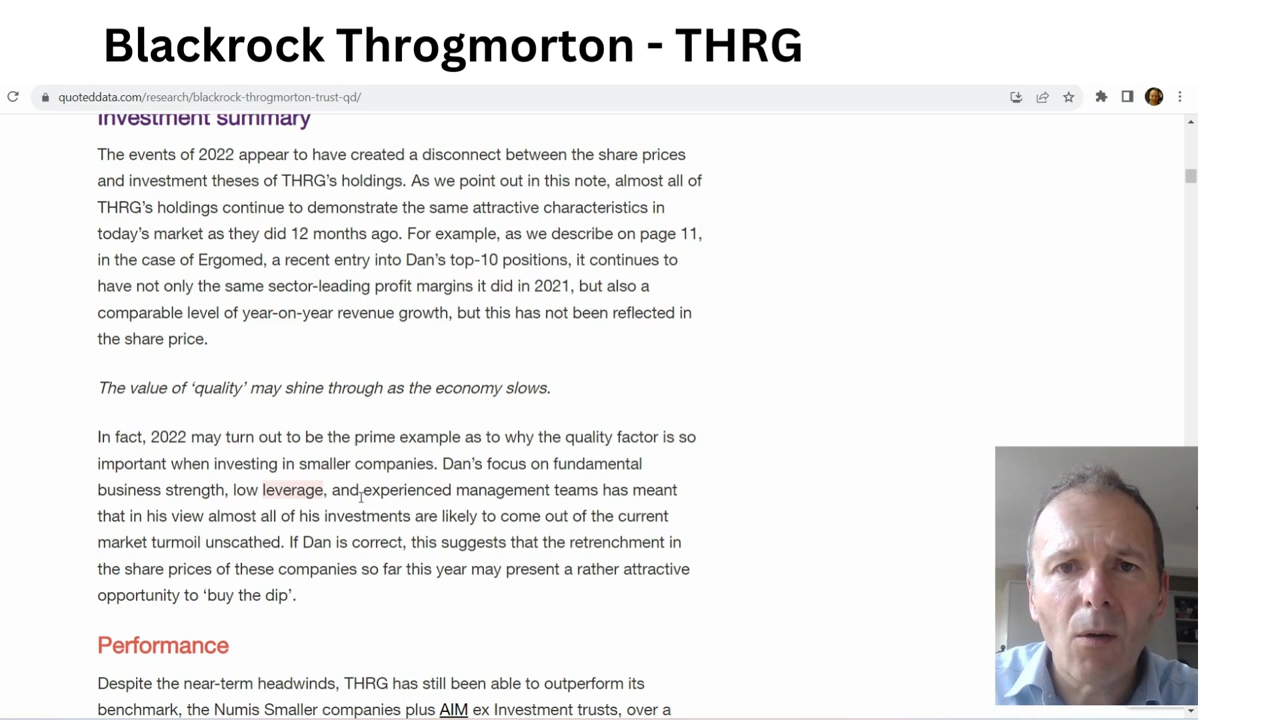 Blackrock Throgmorton - THRG
quoteddata.com/research/blackrock-throgmorton-trust-qd/
Investment summary
The events of 2022 appear to have created a disconnect between the share prices
and investment theses of THRG's holdings. As we point out in this note, almost all of
THRG's holdings continue to demonstrate the same attractive characteristics in
today's market as they did 12 months ago. For example, as we describe on page 11,
in the case of Ergomed, a recent entry into Dan's top-10 positions, it continues to
have not only the same sector-leading profit margins it did in 2021, but also a
comparable level of year-on-year revenue growth, but this has not been reflected in
the share price.
The value of 'quality' may shine through as the economy slows.
In fact, 2022 may turn out to be the prime example as to why the quality factor is so
important when investing in smaller companies. Dan's focus on fundamental
business strength, low leverage, and experienced management teams has meant
that in his view almost all of his investments are likely to come out of the current
market turmoil unscathed. If Dan is correct, this suggests that the retrenchment in
the share prices of these companies so far this year may present a rather attractive
opportunity to 'buy the dip'.
Performance
Despite the near-term headwinds, THRG has still been able to outperform its
benchmark, the Numis Smaller companies plus AIM ex Investment trusts, over a